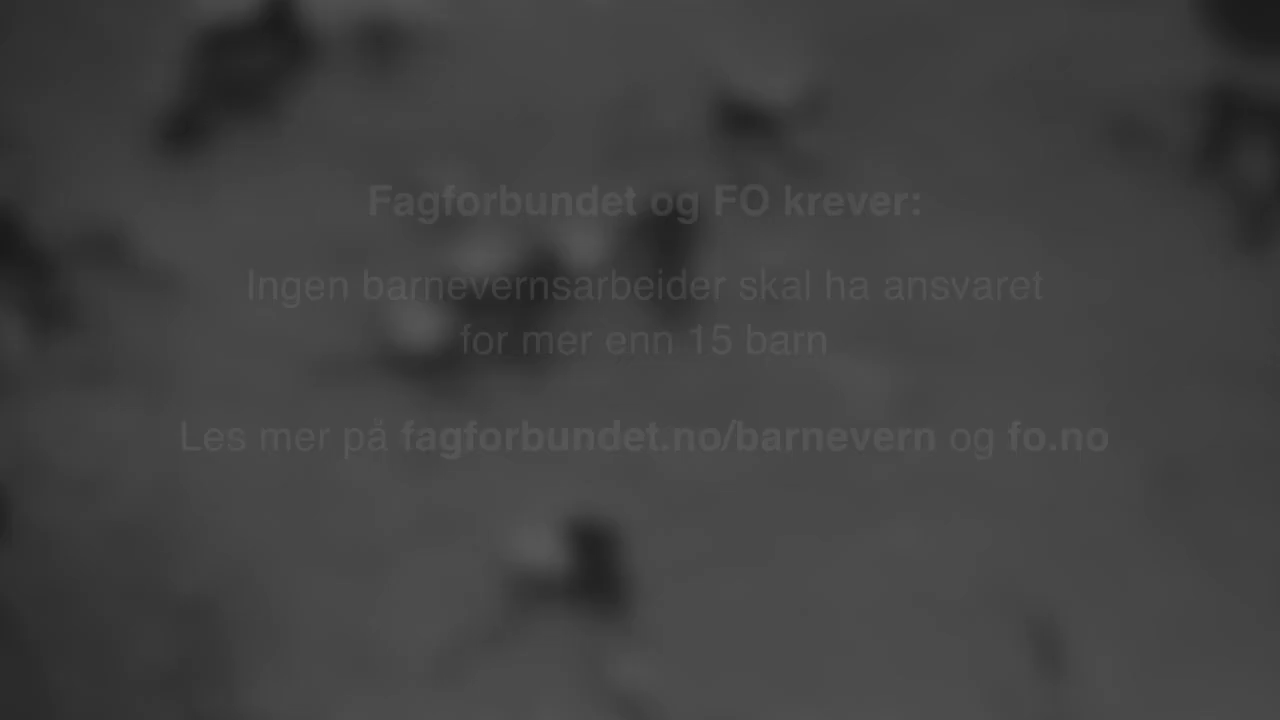 Fagforbundet og FO krever:
Ingen barnevernsarbeider skal ha ansvaret
for mer enn 15 barn
Les mer på fagforbundet.no/barnevern og fo.no